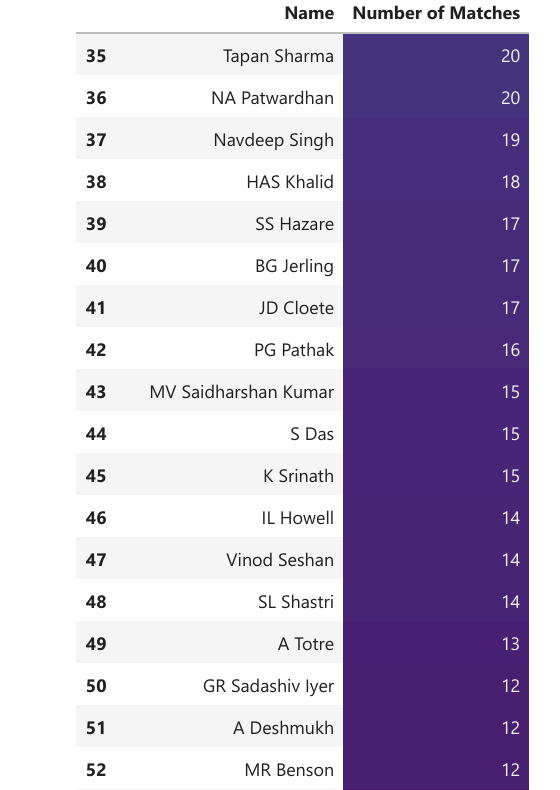 Name Number of Matches
35 Tapan Sharma 20
36 NA Patwardhan 20
37 Navdeep Singh 19
38 HAS Khalid 18
39 SS Hazare 17
40 BG Jerling 17
41 JD Cloete 17
42 PG Pathak 16
43 MV Saidharshan Kumar 15
44 S Das 15
45 K Srinath 15
46 IL Howell 14
47 Vinod Seshan 14
48 SL Shastri 14
49 A Totre 13
50 GR Sadashiv Iyer 12
51 A Deshmukh 12
52 MR Benson 12